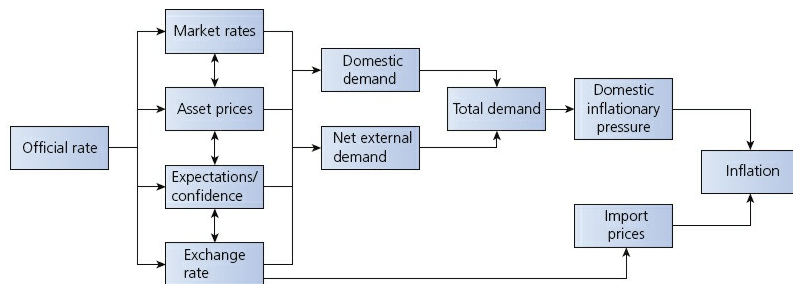 Official rate
Market rates
Asset prices
Expectations/
confidence
Exchange
rate
Domestic
demand
Net external
demand
Total demand
Domestic
inflationary
pressure
Import
prices
Inflation